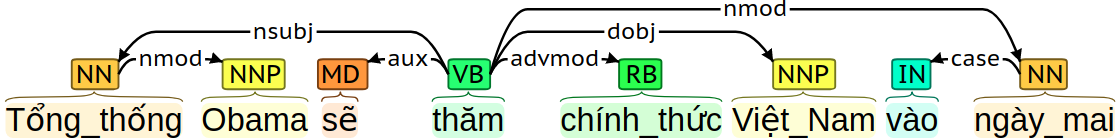 nmod
nsubj dobj
nmod aux advmod case
NN NNP MD VB RB NNP IN NN
Tổng_thống Obama sẽ thăm chính_thức Việt_Nam vào ngày_mai